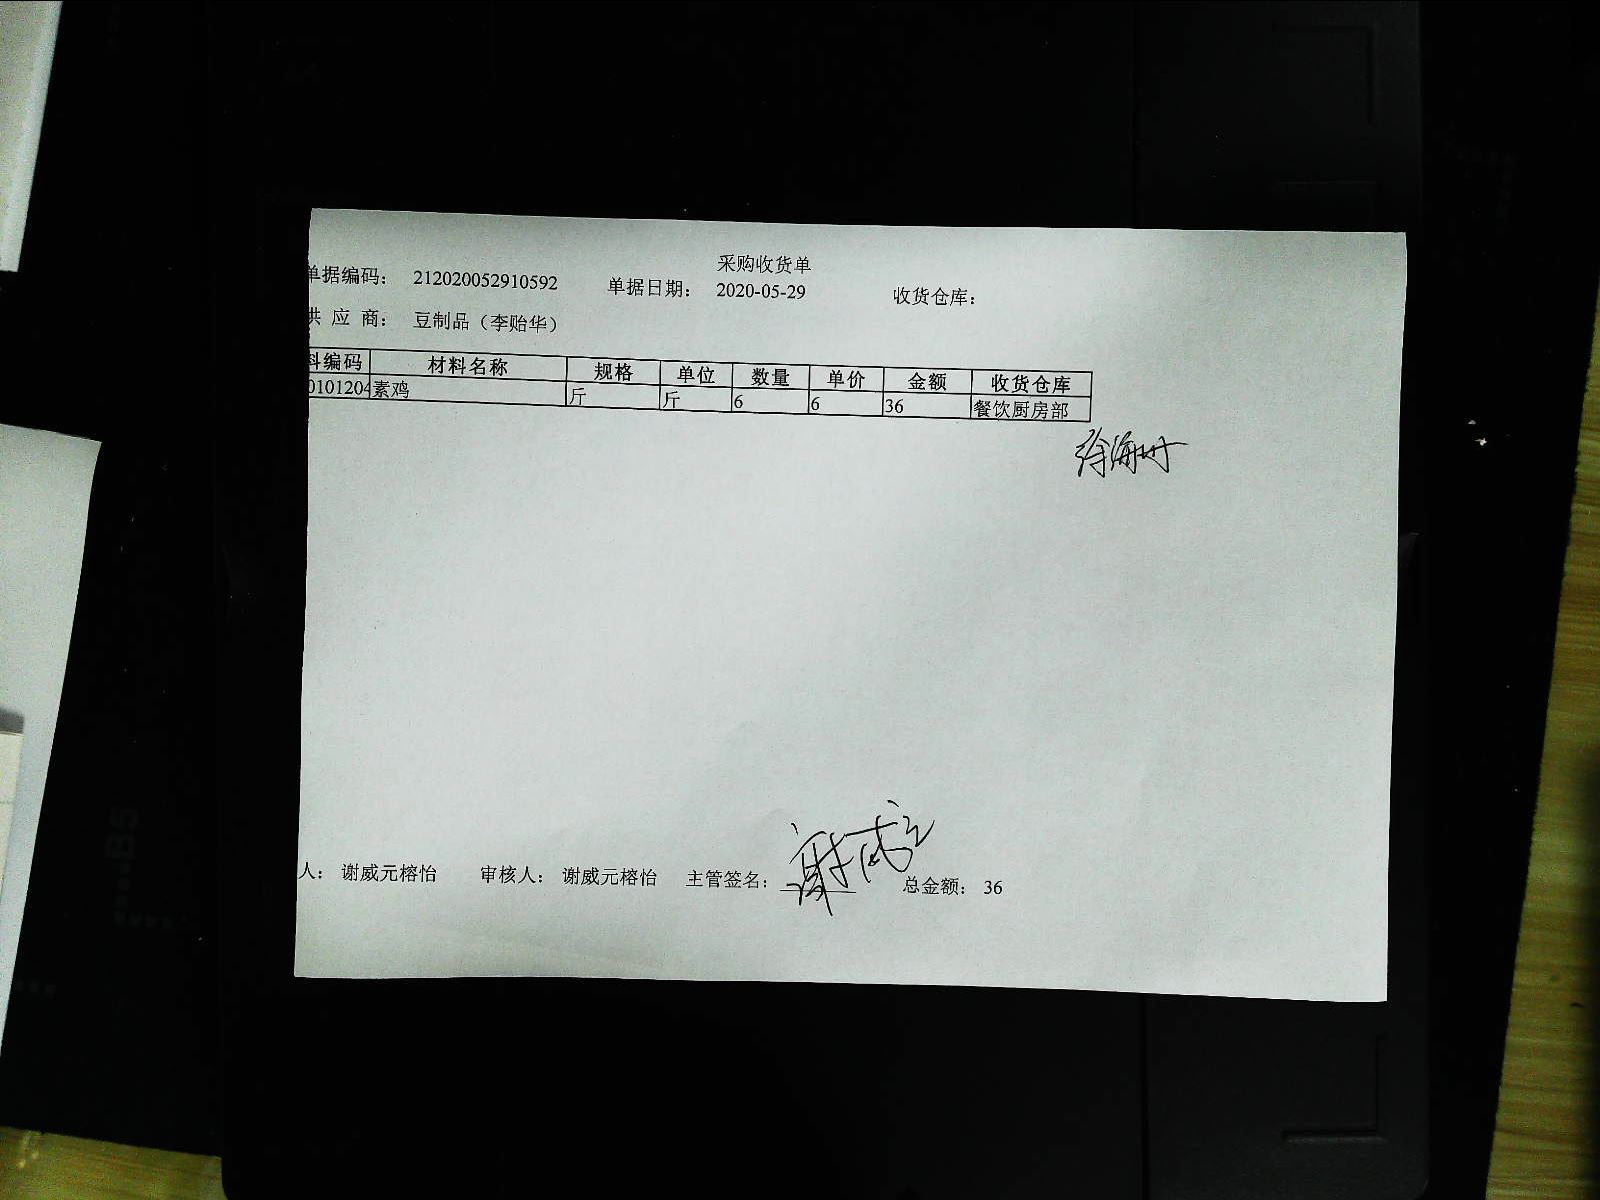 采购收货单
单据编码： 212020052910592 单据日期： 2020-05-29 收货仓库：
供 应 商： 豆制品（李贻华）
料编码 材料名称 规格 单位 数量 单价 金额 收货仓库
0101204 素鸡 斤 斤 6 6 36 餐饮厨房部
人： 谢威元榕怡 审核人： 谢威元榕怡 主管签名： 总金额： 36